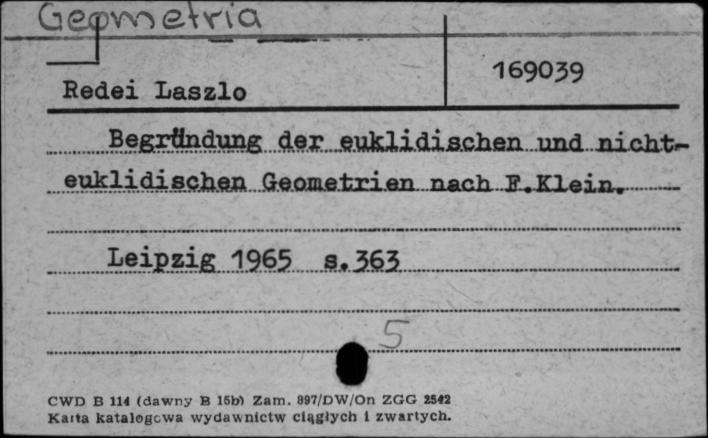 Geometria
169039
Redei Laszlo
Begründung der euklidischen und nicht-
euklidischen Geometrien nach F.Klein.
Leipzig 1965 s.363
5
CWD B 114 (dawny B 15b) Zam. 897/DW/On ZGG 2542
Karta katalogowa wydawnictw ciągłych i zwartych.